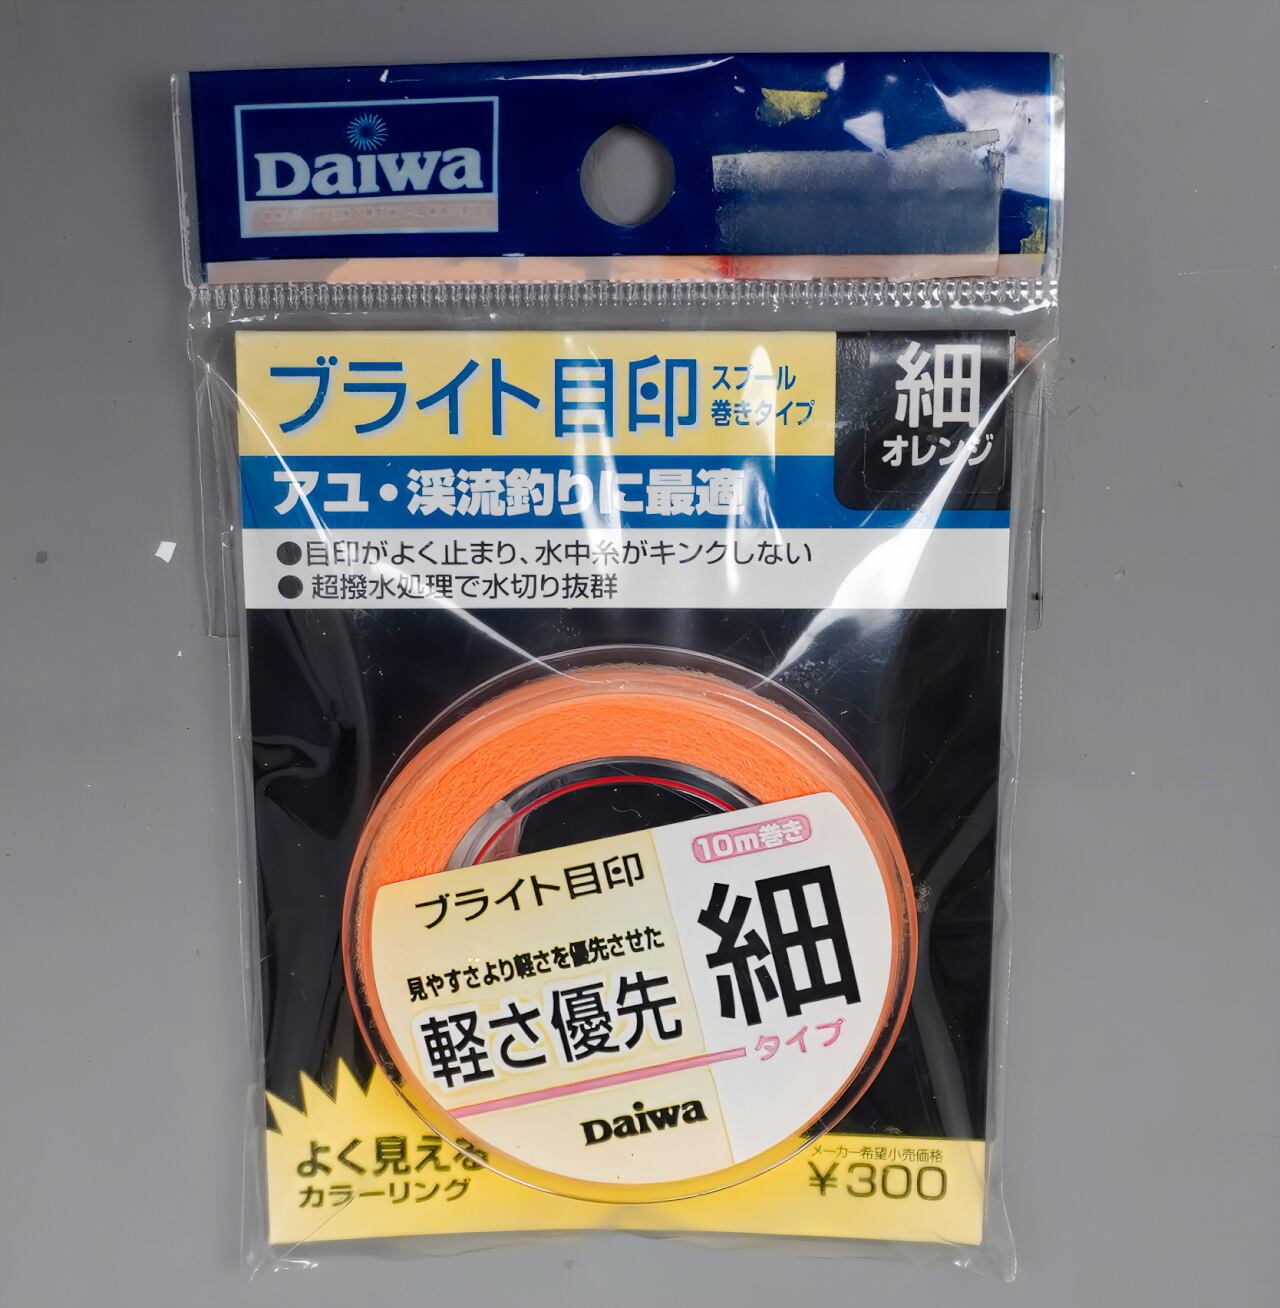 Daiwa
ブライト目印
スプール
巻きタイプ
細
オレンジ
アユ・渓流釣りに最適
●目印がよく止まり、水中糸がキンクしない
●超撥水処理で水切り抜群
10m巻き
ブライト目印
細
見やすさより軽さを優先させた
軽さ優先
タイプ
Daiwa
よく見える
カラーリング
メーカー希望小売価格
¥300